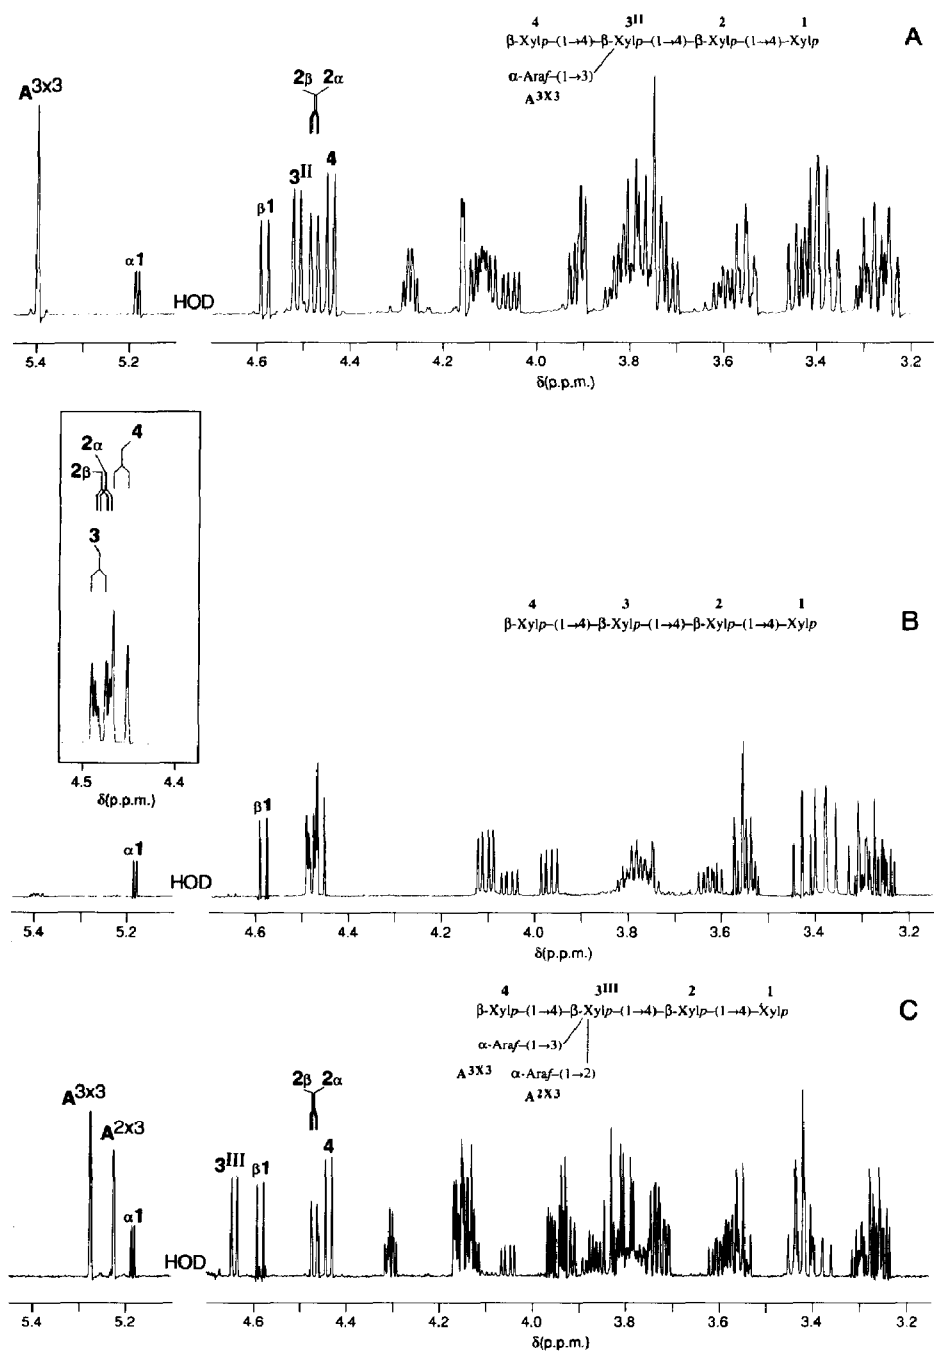 4 3II 2 1
A
β-Xylp–(1→4)–β-Xylp–(1→4)–β-Xylp–(1→4)–Xylp
α-Araf–(1→3)
A3X3
A3x3
2β 2α
3II
4
β1
α1
HOD
5.4 5.2 4.6 4.4 4.2 4.0 3.8 3.6 3.4 3.2
δ(p.p.m.)
4
2α
2β
3
4.5 4.4
δ(p.p.m.)
4 3 2 1
B
β-Xylp–(1→4)–β-Xylp–(1→4)–β-Xylp–(1→4)–Xylp
β1
α1
HOD
5.4 5.2 4.6 4.4 4.2 4.0 3.8 3.6 3.4 3.2
δ(p.p.m.)
4 3III 2 1
C
β-Xylp–(1→4)–β-Xylp–(1→4)–β-Xylp–(1→4)–Xylp
α-Araf–(1→3)
A3X3 α-Araf–(1→2)
A2X3
A3x3
A2x3
2β 2α
4
3III
β1
α1
HOD
5.4 5.2 4.6 4.4 4.2 4.0 3.8 3.6 3.4 3.2
δ(p.p.m.)